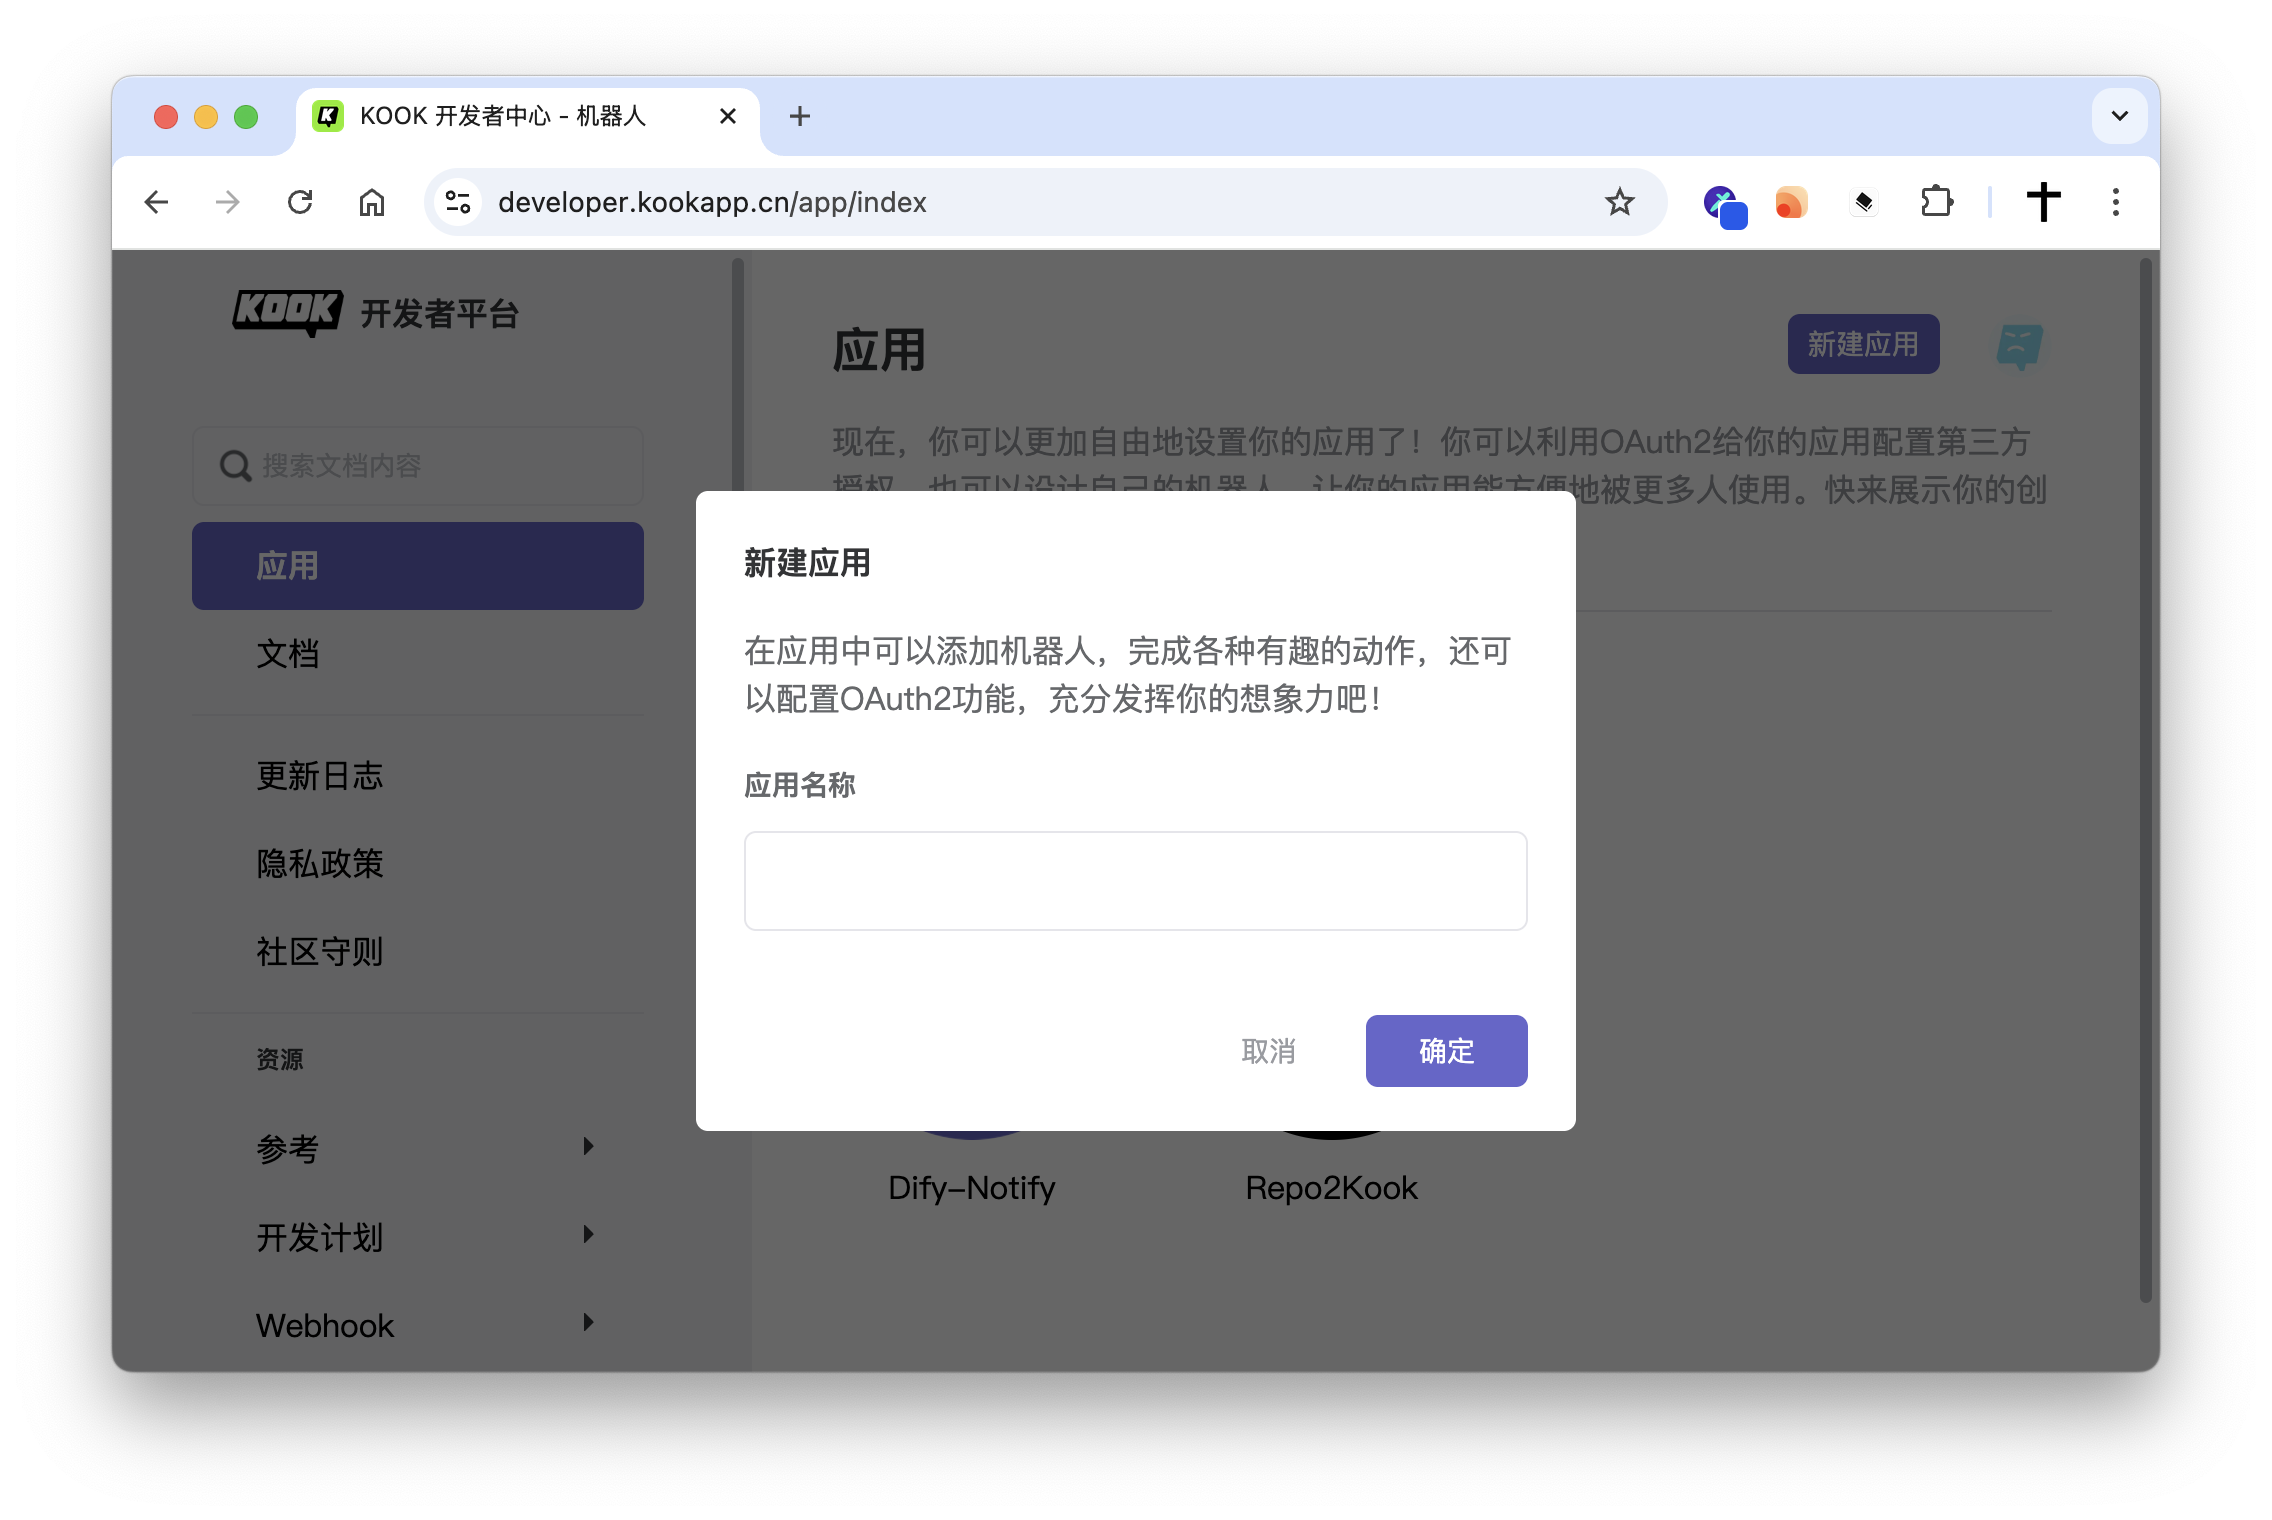 KOOK 开发者中心 - 机器人
developer.kookapp.cn/app/index
KOOK 开发者平台
搜索文档内容
应用
文档
更新日志
隐私政策
社区守则
资源
参考
开发计划
Webhook
应用
新建应用
现在，你可以更加自由地设置你的应用了！你可以利用OAuth2给你的应用配置第三方
授权，也可以设计自己的机器人，让你的应用能方便地被更多人使用。快来展示你的创
新建应用
在应用中可以添加机器人，完成各种有趣的动作，还可
以配置OAuth2功能，充分发挥你的想象力吧！
应用名称
取消
确定
Dify-Notify
Repo2Kook